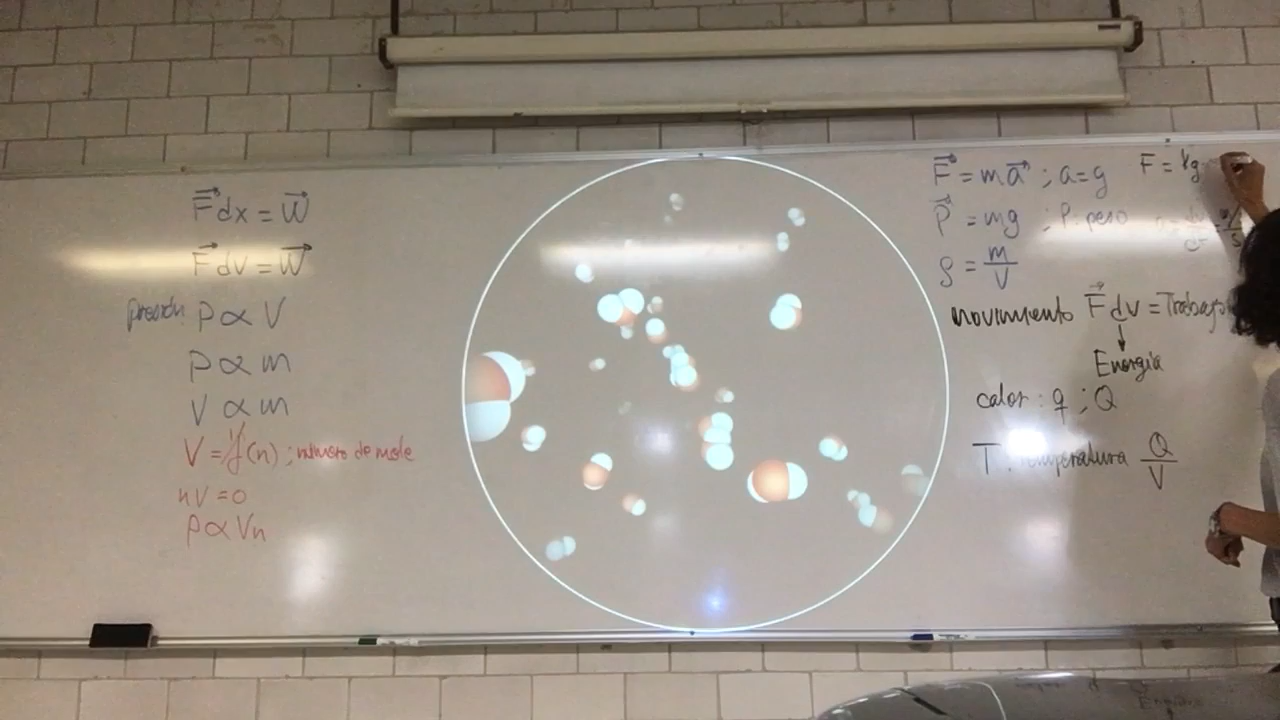 F⃗dx = W⃗
F⃗dv = W⃗
presión: P ∝ V
P ∝ m
V ∝ m
V = f(n) ; número de mole
nV = 0
P ∝ Vn
F⃗ = ma⃗ ; a = g
P⃗ = mg ; P: peso
ρ = m/V
F = kg
movimiento F⃗dv = Trabajo
↓
Energía
calor : q ; Q
T: Temperatura Q/V